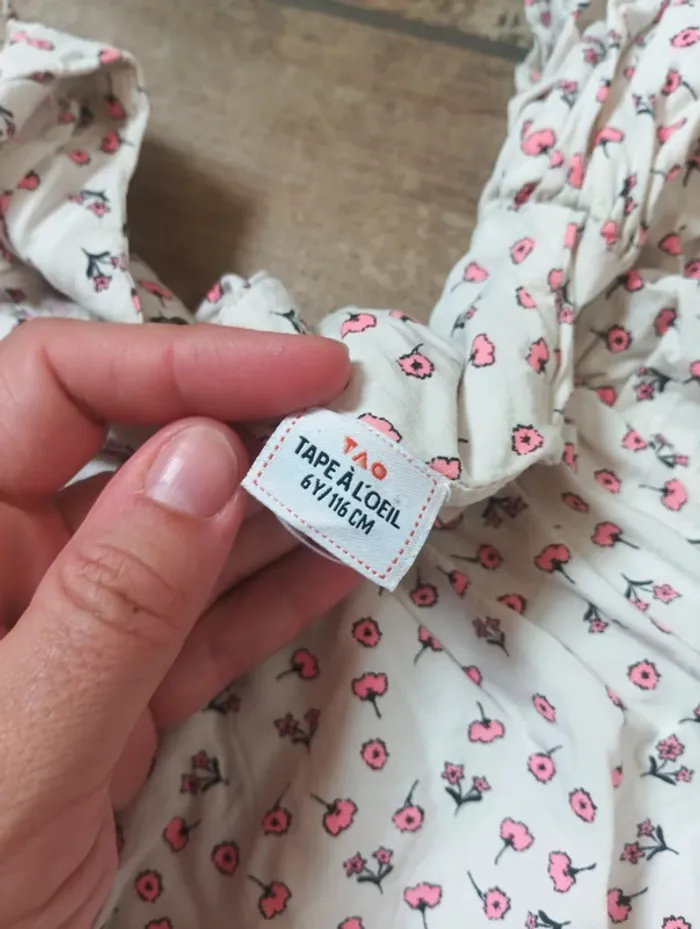 TAO
TAPE À L'OEIL
6Y/116 CM